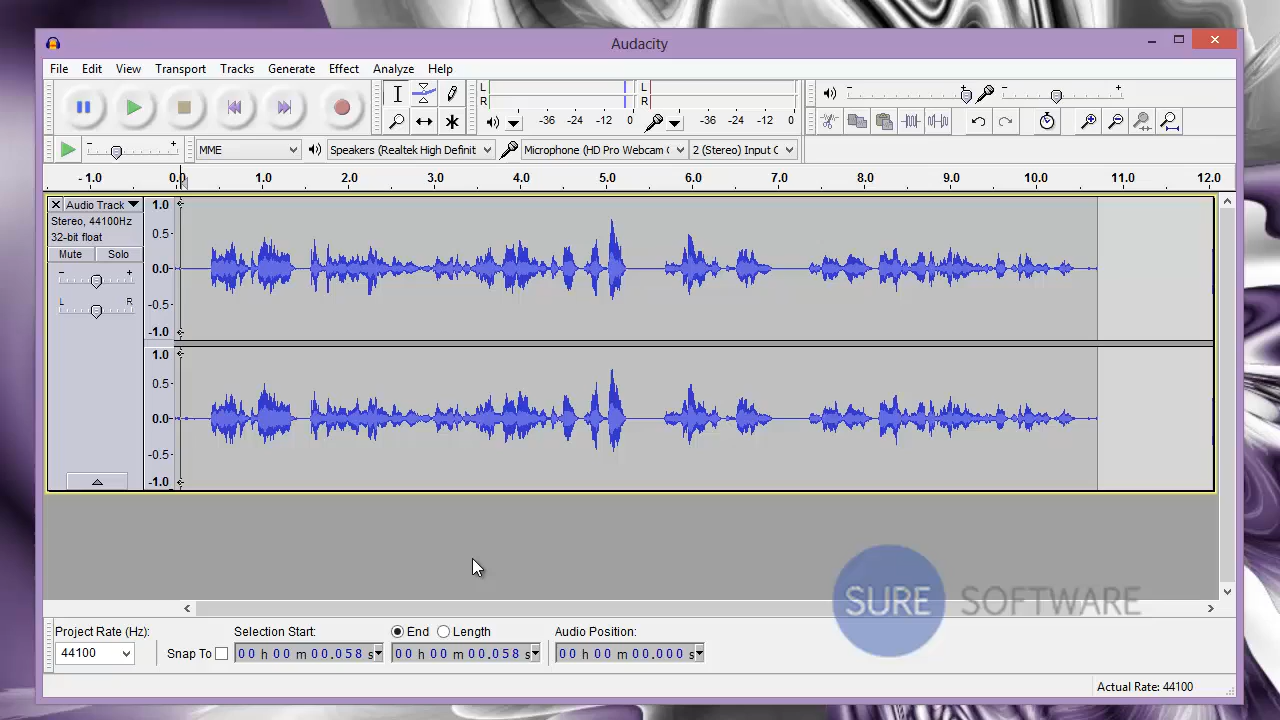 Audacity
File Edit View Transport Tracks Generate Effect Analyze Help
L
R
-36 -24 -12 0
L
R
-36 -24 -12 0
- +
- +
- +
MME
Speakers (Realtek High Definit
Microphone (HD Pro Webcam C
2 (Stereo) Input C
-1.0 0.0 1.0 2.0 3.0 4.0 5.0 6.0 7.0 8.0 9.0 10.0 11.0 12.0
Audio Track
Stereo, 44100Hz
32-bit float
Mute Solo
- +
L R
1.0
0.5-
0.0-
-0.5-
-1.0
1.0
0.5-
0.0-
-0.5-
-1.0
SURE SOFTWARE
Project Rate (Hz):
44100
Snap To
Selection Start:
00 h 00 m 00.058 s
End Length
00 h 00 m 00.058 s
Audio Position:
00 h 00 m 00.000 s
Actual Rate: 44100